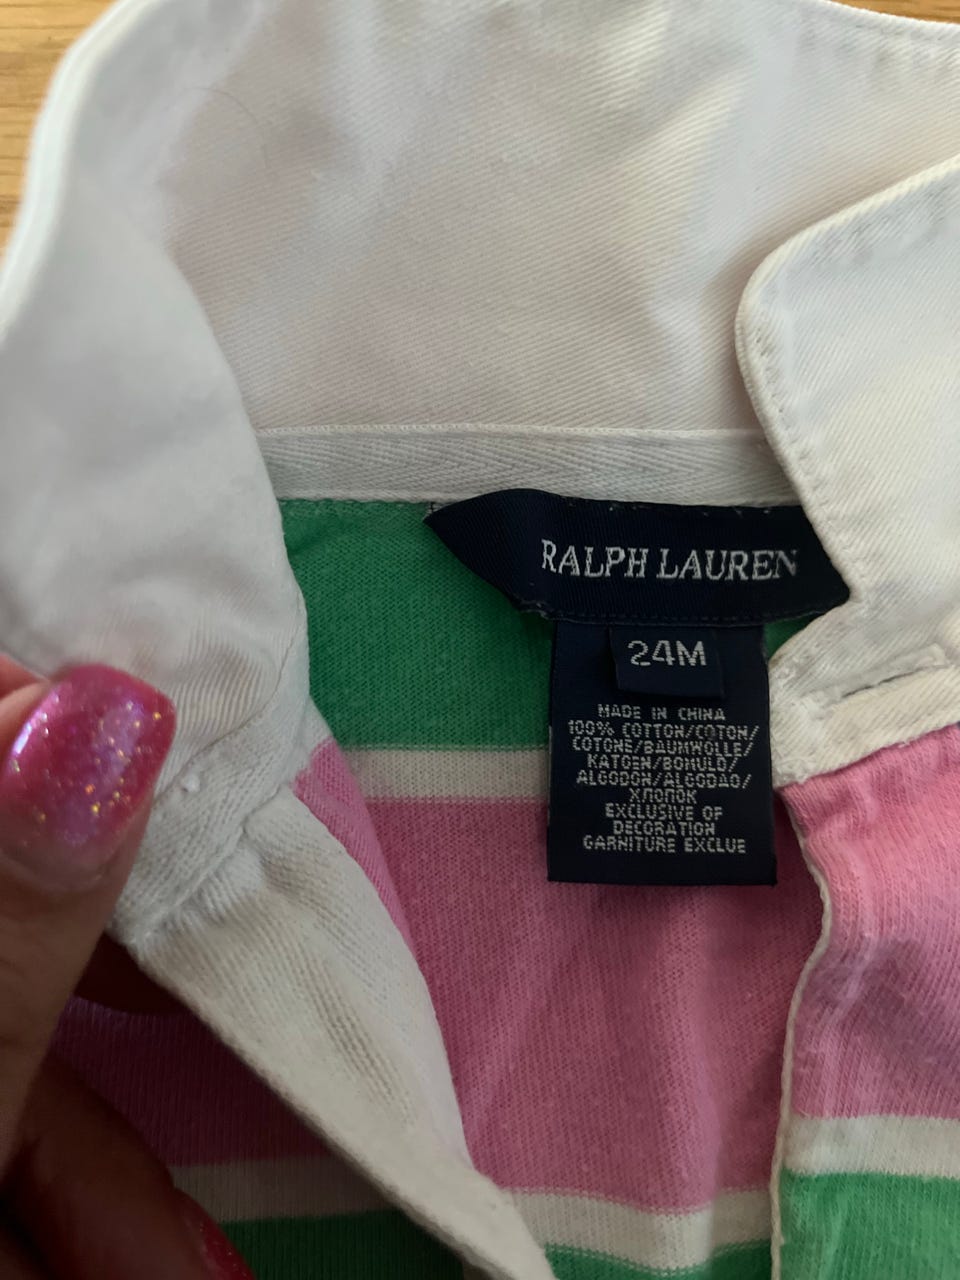 RALPH LAUREN
24M
MADE IN CHINA
100% COTTON/COTON/
COTONE/BAUMWOLLE/
KATOEN/BOMULD/
ALGODON/ALGODAO/
ХЛОПОК
EXCLUSIVE OF
DECORATION
GARNITURE EXCLUE